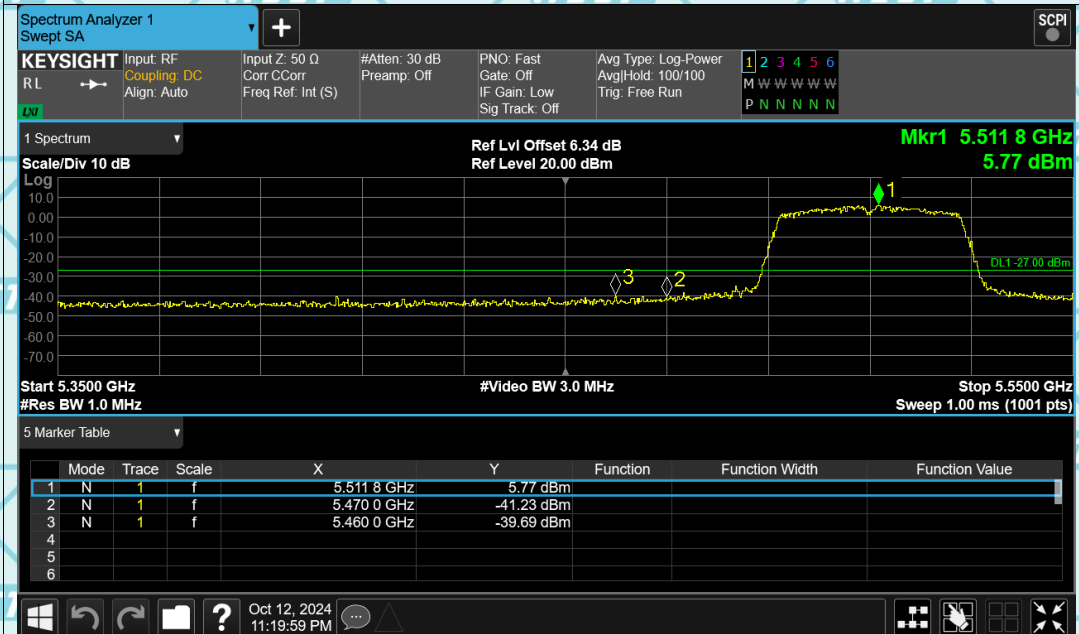 Spectrum Analyzer 1
Swept SA
+
SCPI
KEYSIGHT Input: RF Input Z: 50 Ω #Atten: 30 dB PNO: Fast Avg Type: Log-Power 1 2 3 4 5 6
RL Coupling: DC Corr CCorr Preamp: Off Gate: Off Avg|Hold: 100/100 M W W W W W
Align: Auto Freq Ref: Int (S) IF Gain: Low Trig: Free Run
LXI Sig Track: Off P N N N N N
1 Spectrum
Scale/Div 10 dB
Ref Lvl Offset 6.34 dB
Ref Level 20.00 dBm
Mkr1 5.511 8 GHz
5.77 dBm
Log
10.0
0.00
-10.0
-20.0
-30.0
-40.0
-50.0
-60.0
-70.0
1
2
3
DL1 -27.00 dBm
Start 5.3500 GHz #Video BW 3.0 MHz Stop 5.5500 GHz
#Res BW 1.0 MHz Sweep 1.00 ms (1001 pts)
5 Marker Table
Mode Trace Scale X Y Function Function Width Function Value
1 N 1 f 5.511 8 GHz 5.77 dBm
2 N 1 f 5.470 0 GHz -41.23 dBm
3 N 1 f 5.460 0 GHz -39.69 dBm
4
5
6
? Oct 12, 2024
11:19:59 PM